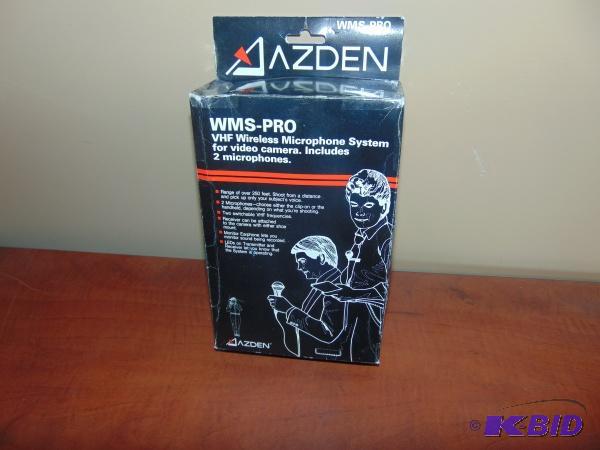 WMS-PRO
AZDEN
WMS-PRO
VHF Wireless Microphone System
for video camera. Includes
2 microphones.
Range of over 250 feet. Shoot from a distance
and pick up only your subject's voice.
2 Microphones—choose either the clip-on or the
handheld, depending on what you're shooting.
Two switchable VHF frequencies.
Receiver can be attached
to the camera with either shoe
mount.
Monitor Earphone lets you
monitor sound being recorded.
LEDs on Transmitter and
Receiver let you know that
the System is operating.
AZDEN
© K-BID